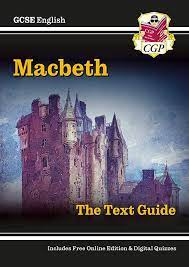 GCSE English
CGP
Macbeth
The Text Guide
Includes Free Online Edition & Digital Quizzes